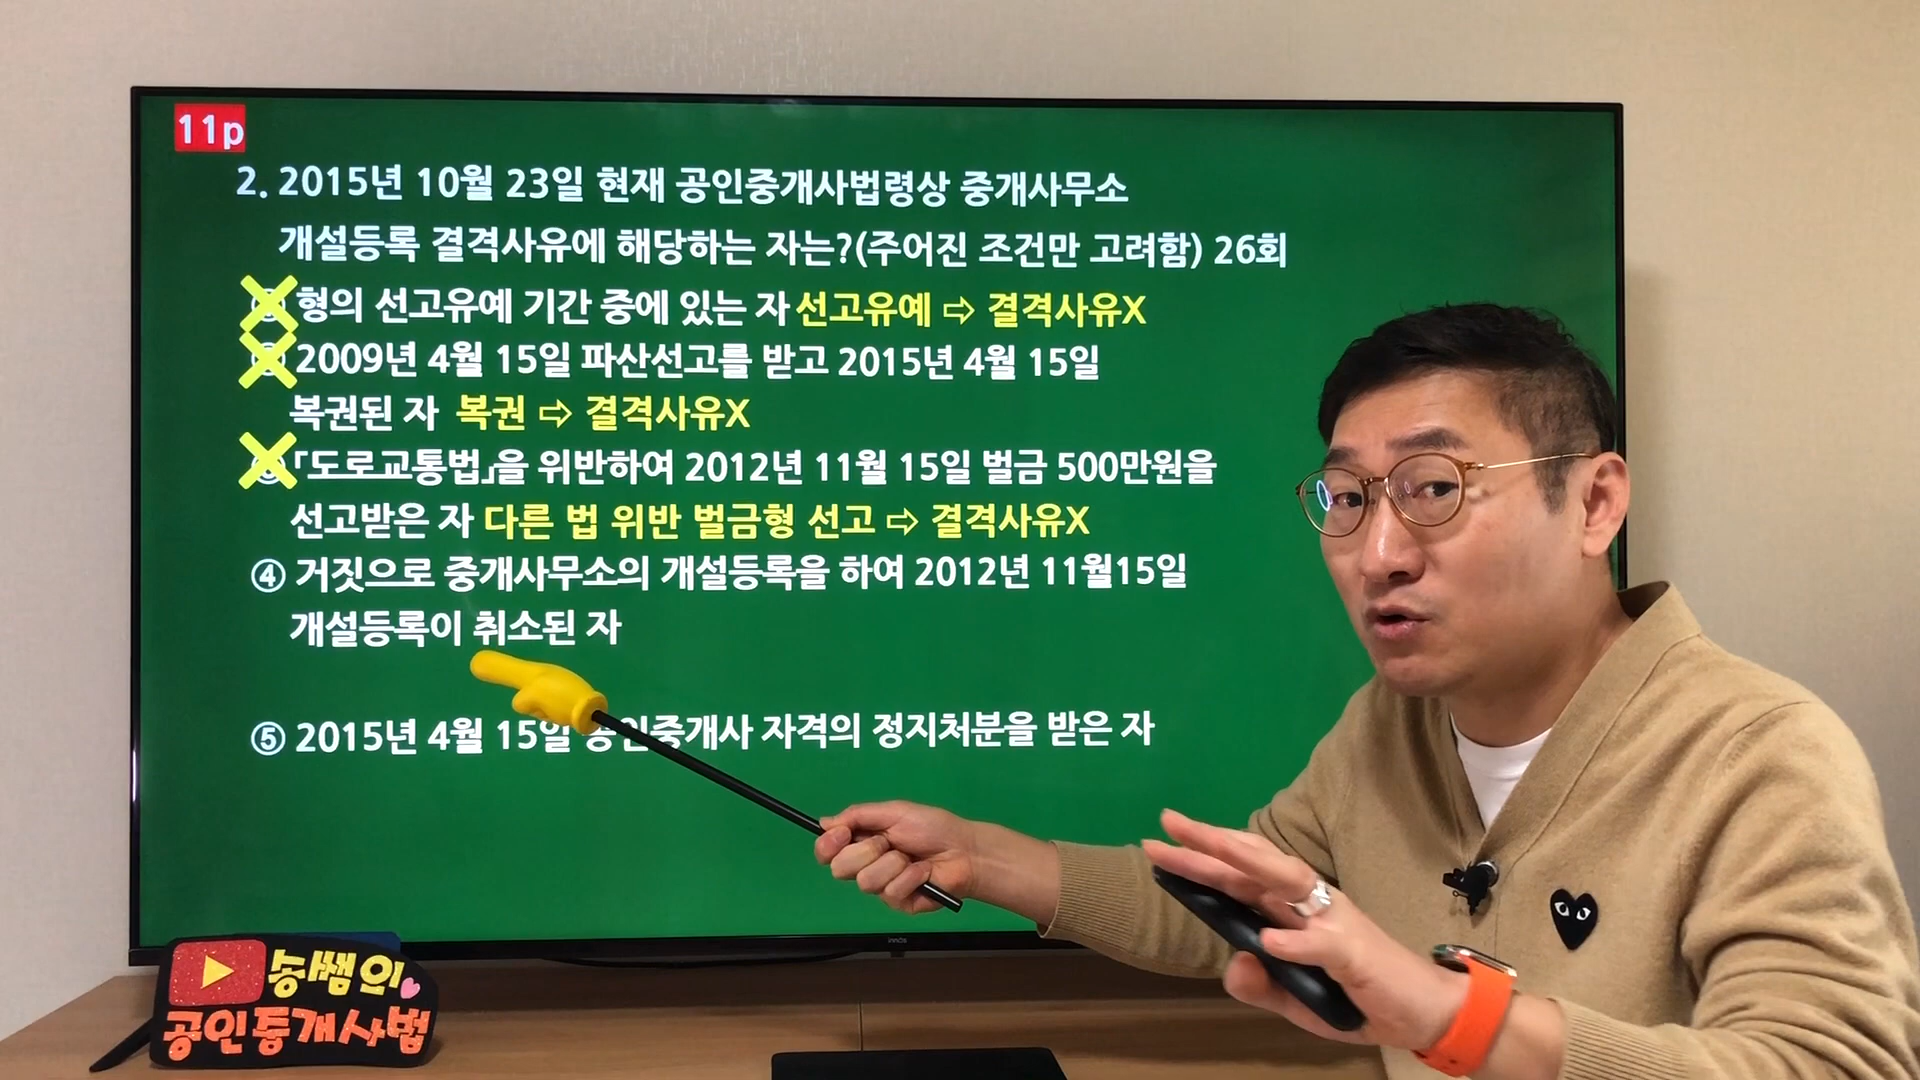 11p
2. 2015년 10월 23일 현재 공인중개사법령상 중개사무소
개설등록 결격사유에 해당하는 자는?(주어진 조건만 고려함) 26회
형의 선고유예 기간 중에 있는 자 선고유예 ⇨ 결격사유X
2009년 4월 15일 파산선고를 받고 2015년 4월 15일
복권된 자 복권 ⇨ 결격사유X
「도로교통법」을 위반하여 2012년 11월 15일 벌금 500만원을
선고받은 자 다른 법 위반 벌금형 선고 ⇨ 결격사유X
④ 거짓으로 중개사무소의 개설등록을 하여 2012년 11월15일
개설등록이 취소된 자
⑤ 2015년 4월 15일 공인중개사 자격의 정지처분을 받은 자
innos
송쌤의
공인중개사법